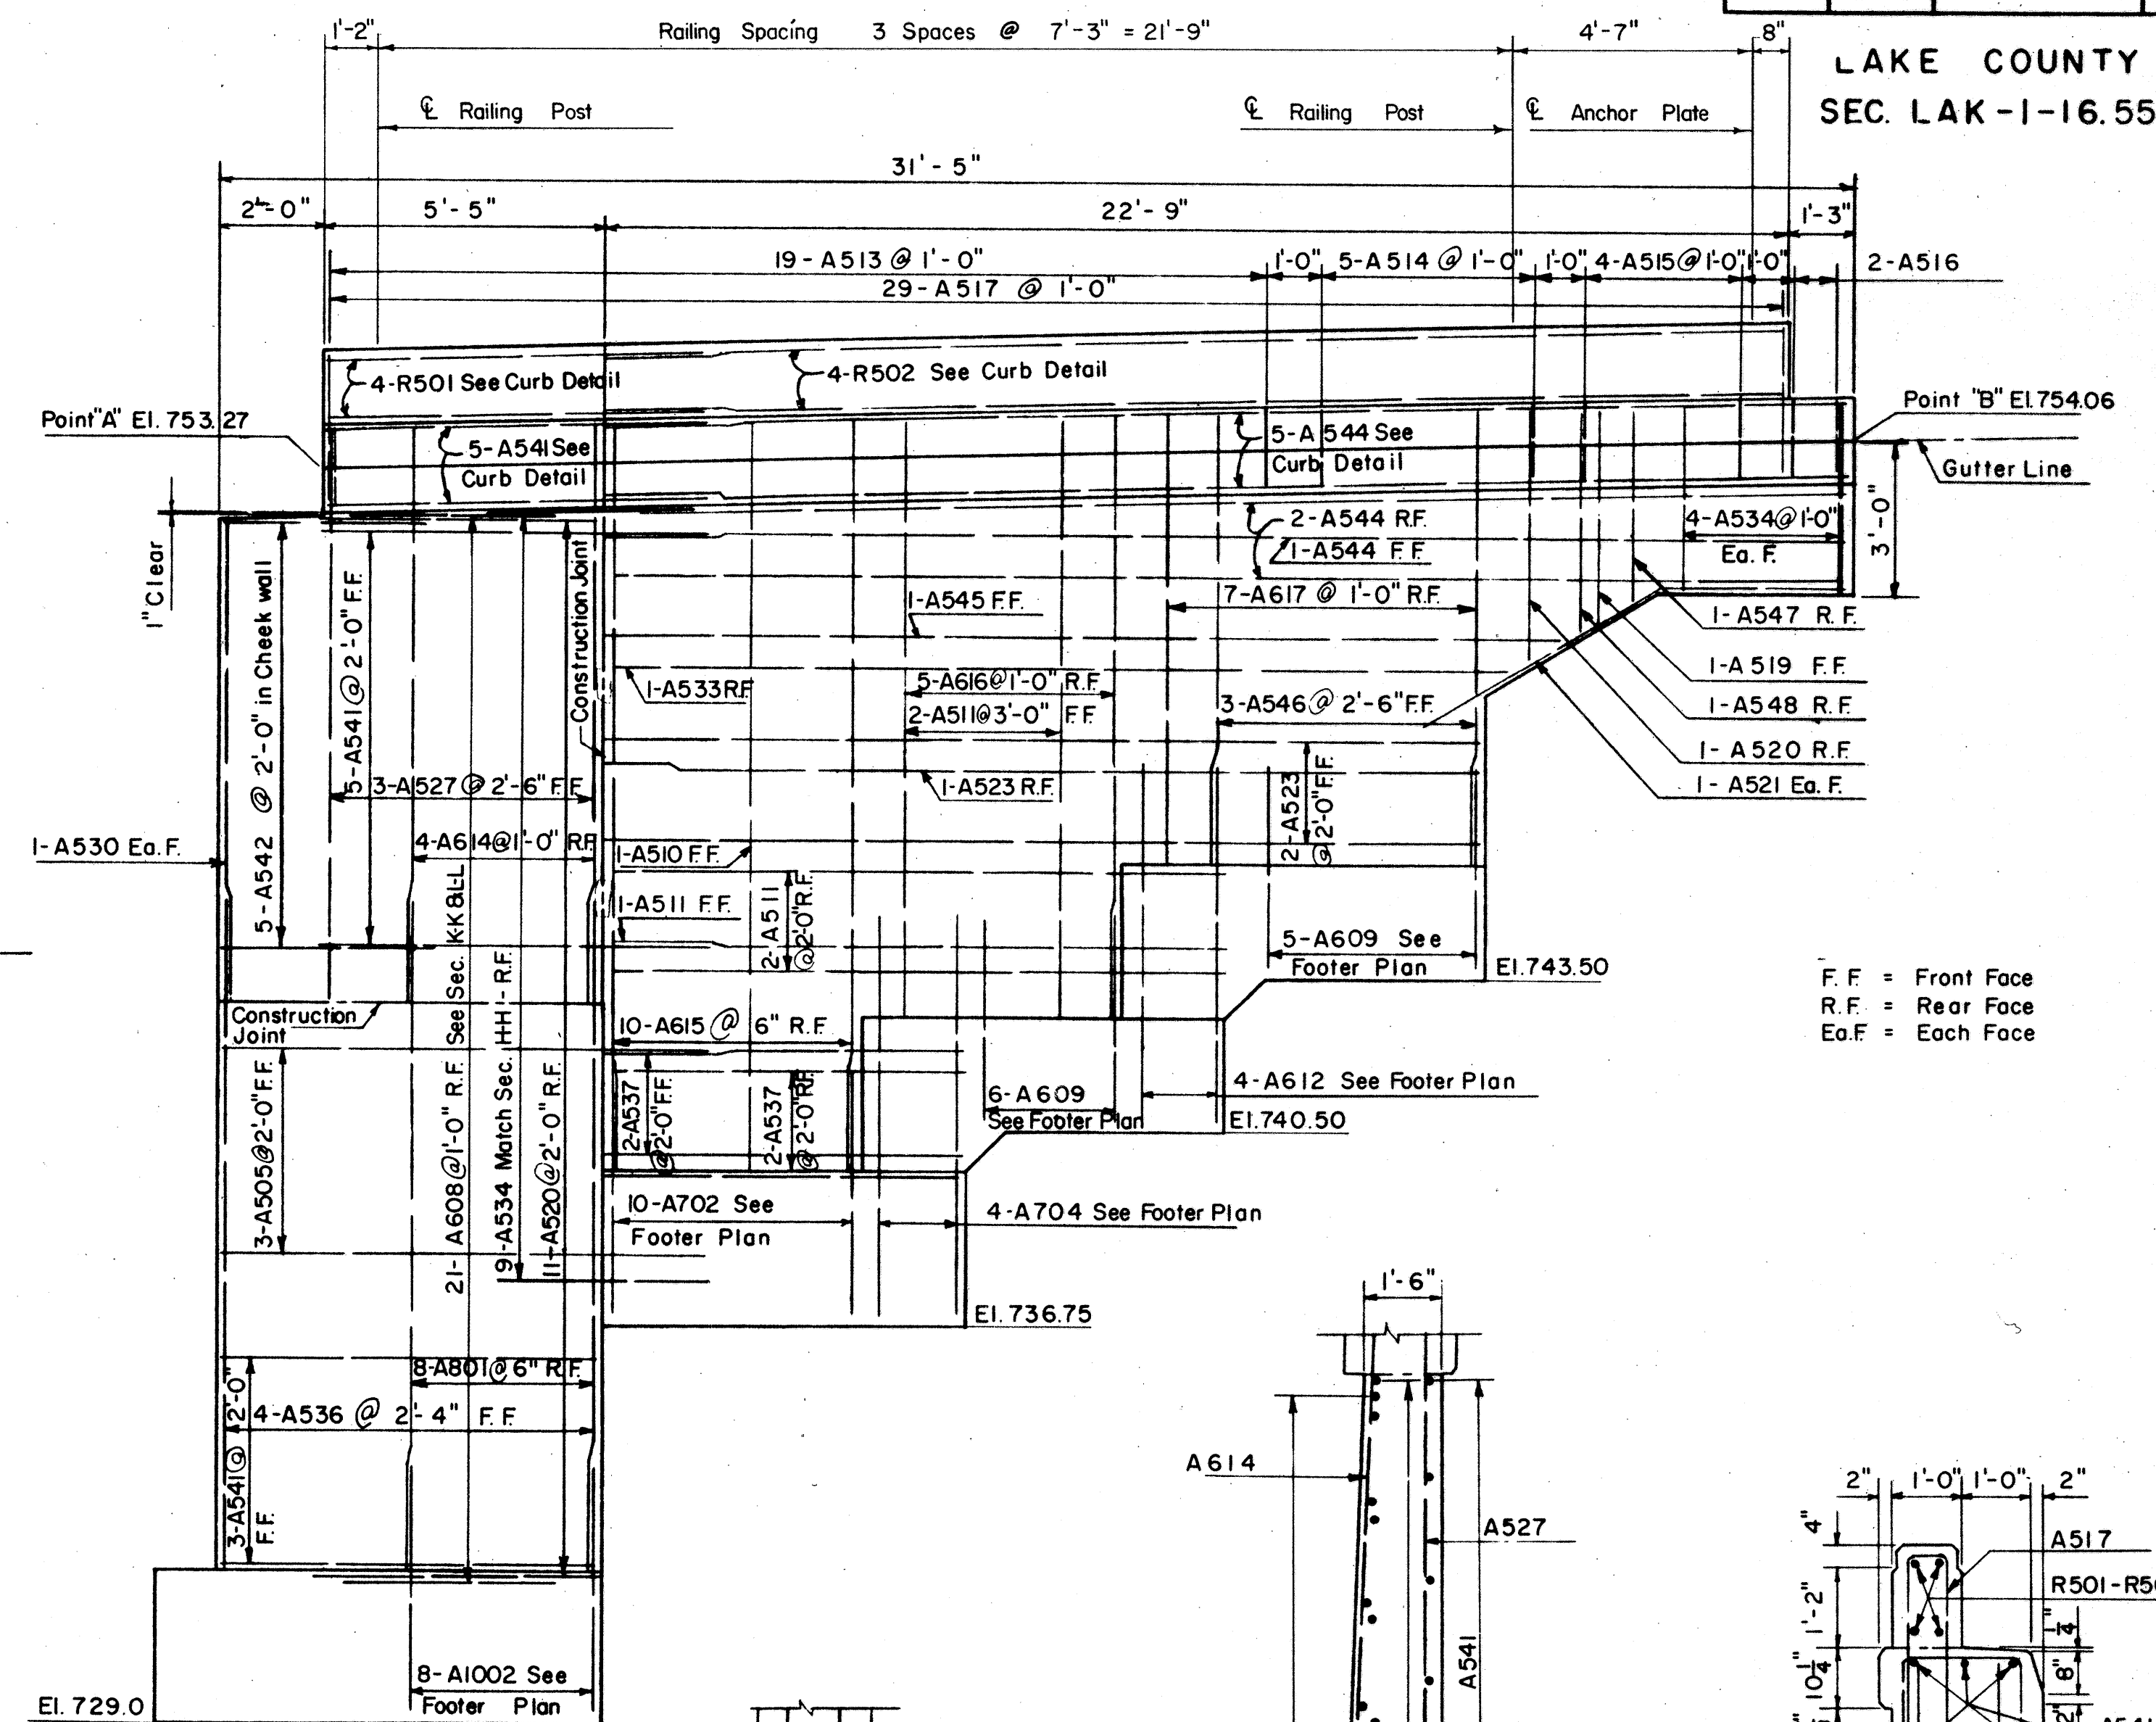 1'-2" Railing Spacing 3 Spaces @ 7'-3" = 21'-9" 4'-7" 8"
LAKE COUNTY
SEC. LAK-1-16.55
℄ Railing Post
℄ Railing Post
℄ Anchor Plate
31'-5"
2'-0" 5'-5" 22'-9" 1'-3"
19-A513 @ 1'-0" 1'-0" 5-A514 @ 1'-0" 1'-0" 4-A515@1'-0" 1'-0" 2-A516
29-A517 @ 1'-0"
4-R501 See Curb Detail
4-R502 See Curb Detail
Point "A" El. 753.27
Point "B" El.754.06
5-A541 See
Curb Detail
5-A544 See
Curb Detail
Gutter Line
1" Clear
2-A544 R.F.
1-A544 F.F.
4-A534@1'-0"
Ea. F.
3'-0"
5-A542 @ 2'-0" in Cheek wall
5-A541@2'-0" F.F.
Construction Joint
1-A545 F.F.
7-A617 @ 1'-0" R.F.
1-A547 R.F.
1-A533 R.F.
5-A616@1'-0" R.F.
2-A511@3'-0" F.F.
3-A546@2'-6" F.F.
1-A519 F.F.
1-A548 R.F.
1-A520 R.F.
1-A521 Ea. F.
3-A527@2'-6" F.F.
1-A523 R.F.
2-A523
@2'-0"F.F.
1-A530 Ea. F.
4-A614@1'-0" R.F.
1-A510 F.F.
1-A511 F.F.
2-A511
@2'-0"R.F.
5-A609 See
Footer Plan
El.743.50
F.F. = Front Face
R.F. = Rear Face
Ea.F = Each Face
Construction
Joint
21-A608@1'-0" R.F. See Sec. K-K & L-L
9-A534 Match Sec. H-H-R.F.
11-A520@2'-0" R.F.
3-A505@2'-0"F.F.
10-A615 @ 6" R.F.
2-A537
@2'-0"F.F.
2-A537
@2'-0"R.F.
6-A609
See Footer Plan
4-A612 See Footer Plan
El.740.50
10-A702 See
Footer Plan
4-A704 See Footer Plan
El.736.75
8-A801@6" R.F.
4-A536 @ 2'-4" F.F.
3-A541@2'-0"
F.F.
8-A1002 See
Footer Plan
El. 729.0
1'-6"
A614
A527
A541
2" 1'-0" 1'-0" 2"
4"
A517
1'-2"
1/4"
10 1/4"
8"